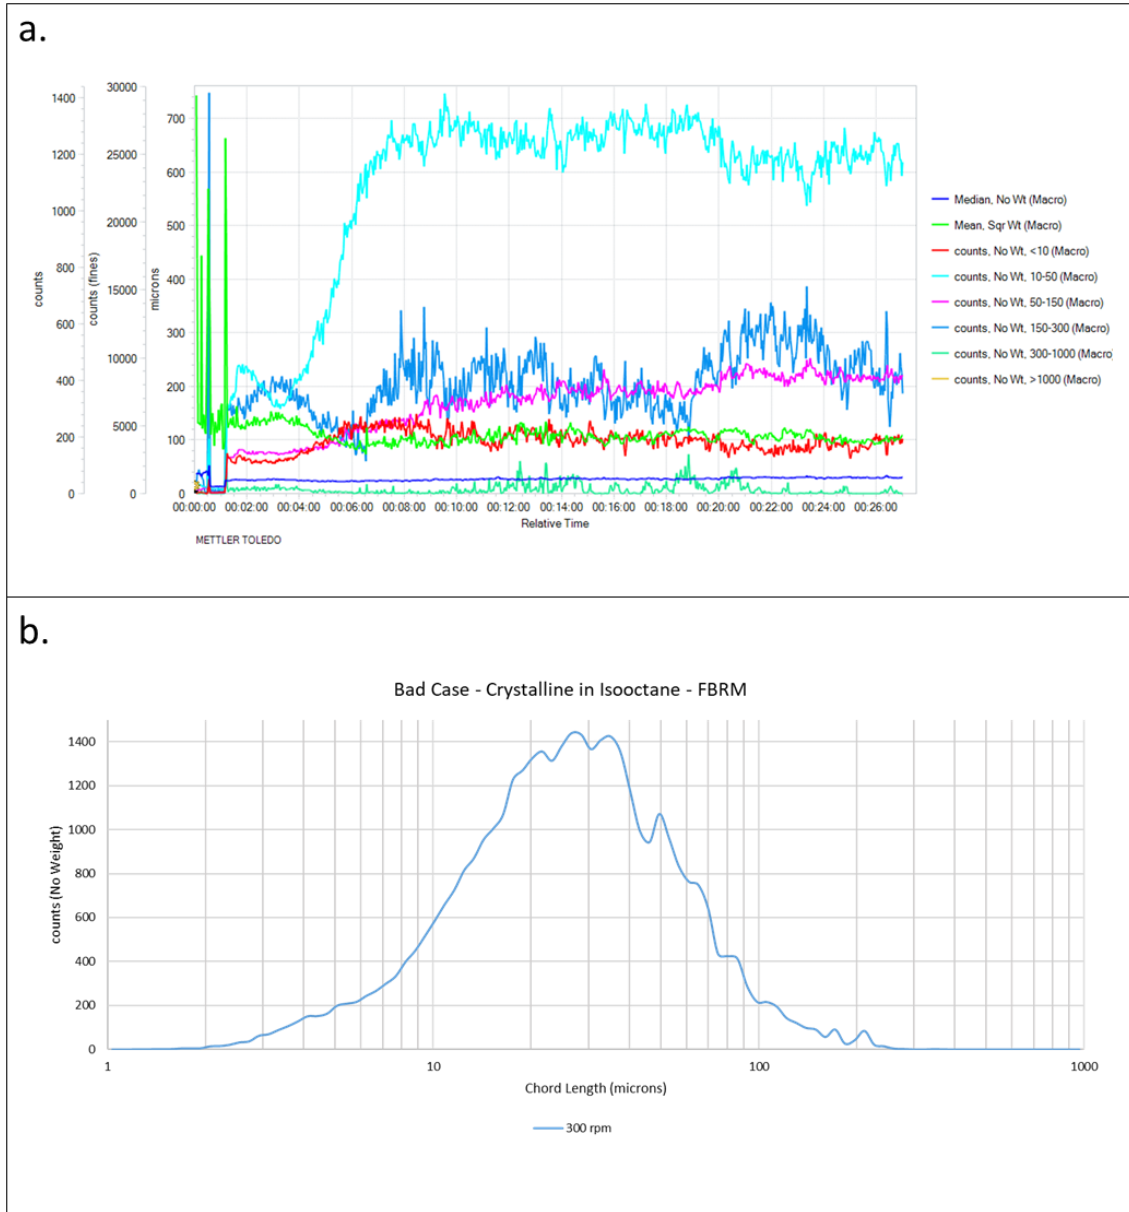 a.
30000
1400
700
1200
25000
600
1000
20000
500
counts
counts (fines)
microns
800
400
15000
600
300
10000
400
200
5000
200
100
0
0
0
00:00:00 00:02:00 00:04:00 00:06:00 00:08:00 00:10:00 00:12:00 00:14:00 00:16:00 00:18:00 00:20:00 00:22:00 00:24:00 00:26:00
Relative Time
METTLER TOLEDO
Median, No Wt (Macro)
Mean, Sqr Wt (Macro)
counts, No Wt, <10 (Macro)
counts, No Wt, 10-50 (Macro)
counts, No Wt, 50-150 (Macro)
counts, No Wt, 150-300 (Macro)
counts, No Wt, 300-1000 (Macro)
counts, No Wt, >1000 (Macro)
b.
Bad Case - Crystalline in Isooctane - FBRM
counts (No Weight)
1400
1200
1000
800
600
400
200
0
1 10 100 1000
Chord Length (microns)
300 rpm